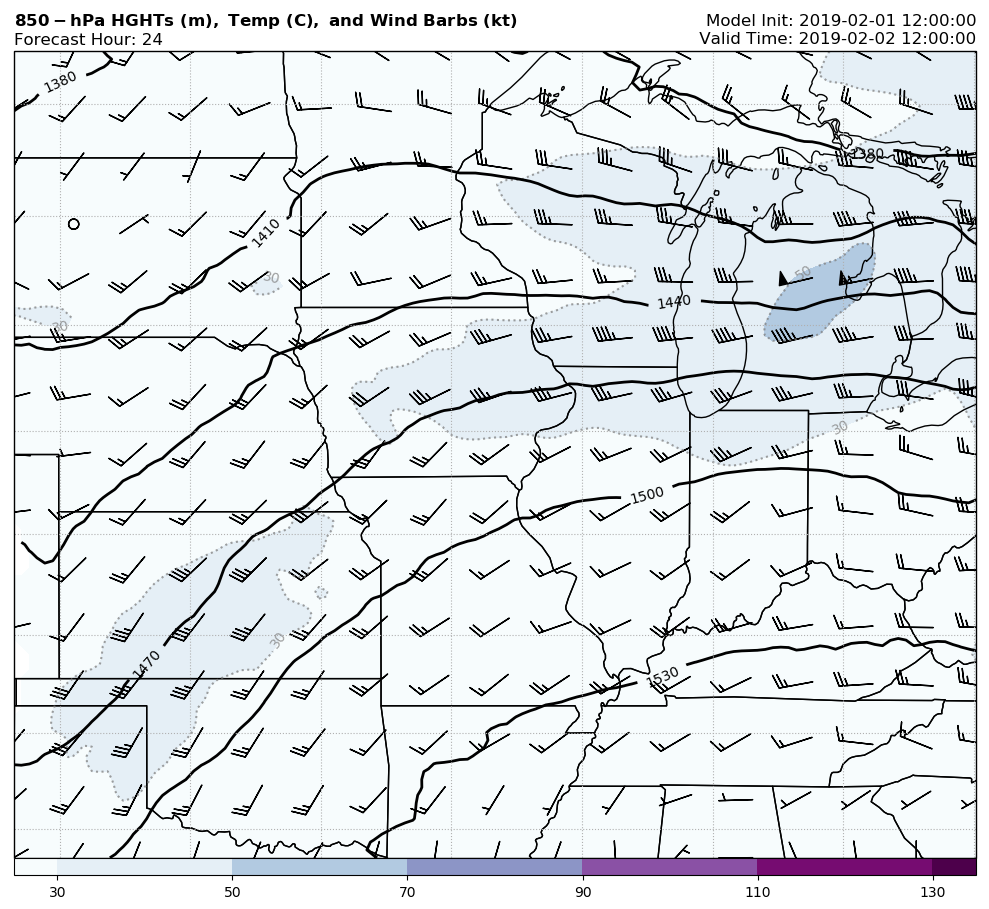 850-hPa HGHTs (m), Temp (C), and Wind Barbs (kt)
Model Init: 2019-02-01 12:00:00
Forecast Hour: 24
Valid Time: 2019-02-02 12:00:00
1380
1380
1410
50
30
1440
30
30
1500
30
1470
1530
30 50 70 90 110 130